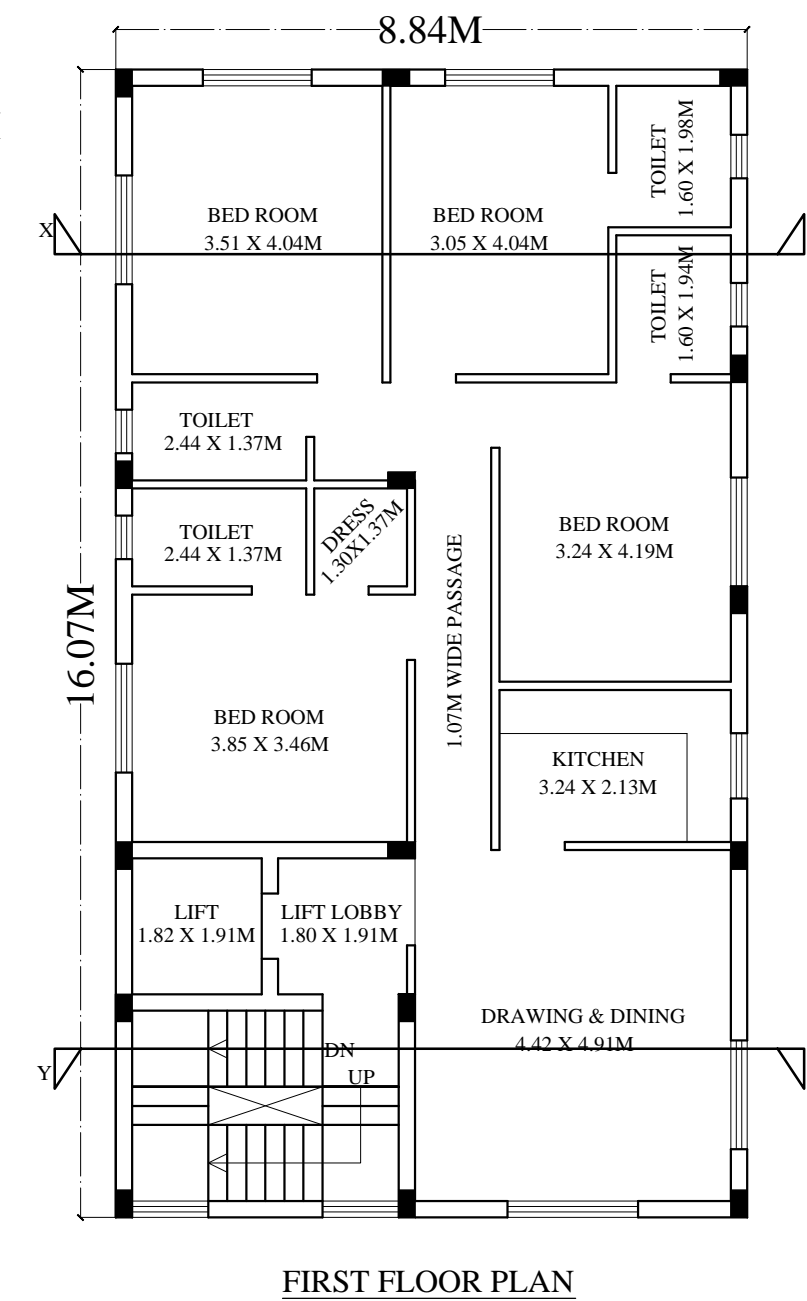 8.84M
TOILET
1.60 X 1.98M
BED ROOM
3.51 X 4.04M
BED ROOM
3.05 X 4.04M
X
TOILET
1.60 X 1.94M
TOILET
2.44 X 1.37M
TOILET
2.44 X 1.37M
DRESS
1.30X1.37M
BED ROOM
3.24 X 4.19M
16.07M
1.07M WIDE PASSAGE
BED ROOM
3.85 X 3.46M
KITCHEN
3.24 X 2.13M
LIFT
1.82 X 1.91M
LIFT LOBBY
1.80 X 1.91M
DRAWING & DINING
4.42 X 4.91M
DN
Y
UP
FIRST FLOOR PLAN